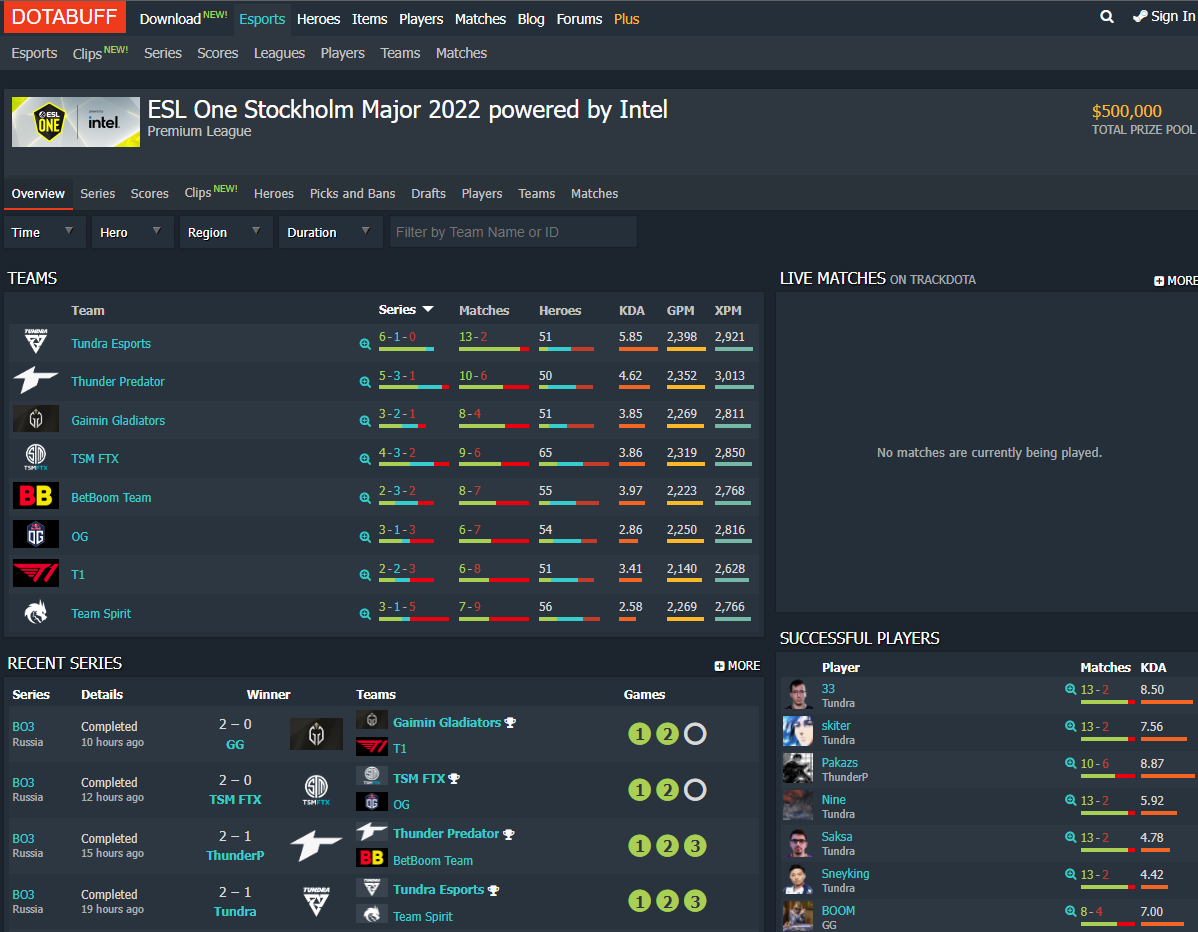 DOTABUFF Download NEW! Esports Heroes Items Players Matches Blog Forums Plus Sign In
Esports Clips NEW! Series Scores Leagues Players Teams Matches
ESL ONE intel.
ESL One Stockholm Major 2022 powered by Intel
Premium League
$500,000
TOTAL PRIZE POOL
Overview Series Scores Clips NEW! Heroes Picks and Bans Drafts Players Teams Matches
Time Hero Region Duration Filter by Team Name or ID
TEAMS
Team Series Matches Heroes KDA GPM XPM
TUNDRA Tundra Esports 6-1-0 13-2 51 5.85 2,398 2,921
Thunder Predator 5-3-1 10-6 50 4.62 2,352 3,013
Gaimin Gladiators 3-2-1 8-4 51 3.85 2,269 2,811
TSMFTX TSM FTX 4-3-2 9-6 65 3.86 2,319 2,850
BB BetBoom Team 2-3-2 8-7 55 3.97 2,223 2,768
OG OG 3-1-3 6-7 54 2.86 2,250 2,816
T1 T1 2-2-3 6-8 51 3.41 2,140 2,628
Team Spirit 3-1-5 7-9 56 2.58 2,269 2,766
LIVE MATCHES ON TRACKDOTA
MORE
No matches are currently being played.
RECENT SERIES
MORE
Series Details Winner Teams Games
BO3 Completed 2 – 0 Gaimin Gladiators 1 2
Russia 10 hours ago GG T1 T1
BO3 Completed 2 – 0 TSMFTX TSM FTX 1 2
Russia 12 hours ago TSM FTX OG OG
BO3 Completed 2 – 1 Thunder Predator 1 2 3
Russia 15 hours ago ThunderP BB BetBoom Team
BO3 Completed 2 – 1 TUNDRA Tundra Esports 1 2 3
Russia 19 hours ago Tundra Team Spirit
SUCCESSFUL PLAYERS
Player Matches KDA
33 13-2 8.50
Tundra
skiter 13-2 7.56
Tundra
Pakazs 10-6 8.87
ThunderP
Nine 13-2 5.92
Tundra
Saksa 13-2 4.78
Tundra
Sneyking 13-2 4.42
Tundra
BOOM 8-4 7.00
GG